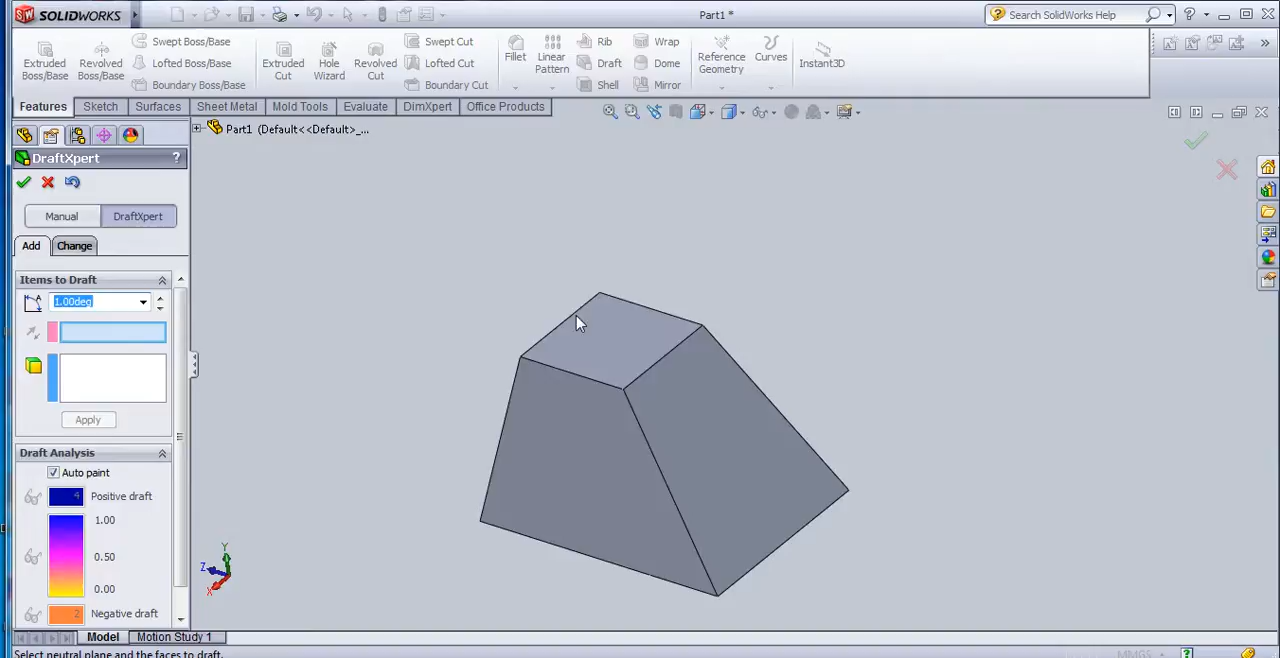 SW SOLIDWORKS
Part1 *
Search SolidWorks Help
Extruded Boss/Base
Revolved Boss/Base
Swept Boss/Base
Lofted Boss/Base
Boundary Boss/Base
Extruded Cut
Hole Wizard
Revolved Cut
Swept Cut
Lofted Cut
Boundary Cut
Fillet
Linear Pattern
Rib
Draft
Shell
Wrap
Dome
Mirror
Reference Geometry
Curves
Instant3D
Features Sketch Surfaces Sheet Metal Mold Tools Evaluate DimXpert Office Products
Part1 (Default<<Default>_...
DraftXpert ?
Manual DraftXpert
Add Change
Items to Draft
1.00deg
Apply
Draft Analysis
Auto paint
4 Positive draft
1.00
0.50
0.00
2 Negative draft
Y
Z
X
Model Motion Study 1
Select neutral plane and the faces to draft.
MMGS